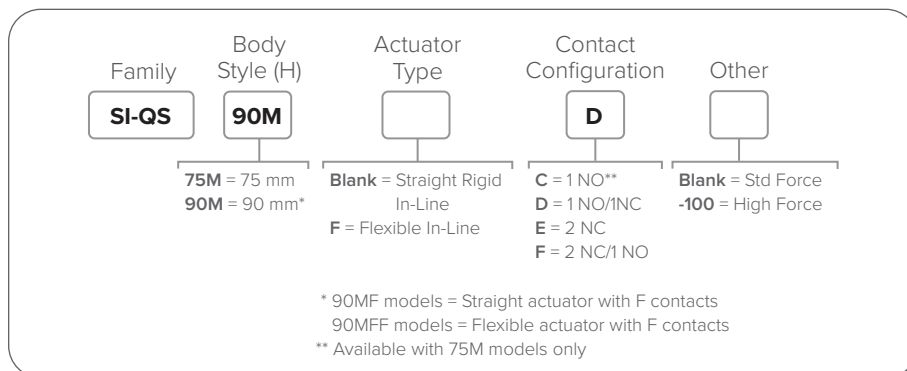 Family
Body
Style (H)
Actuator
Type
Contact
Configuration
Other
SI-QS
90M
D
75M = 75 mm
90M = 90 mm*
Blank = Straight Rigid
In-Line
F = Flexible In-Line
C = 1 NO**
D = 1 NO/1NC
E = 2 NC
F = 2 NC/1 NO
Blank = Std Force
-100 = High Force
* 90MF models = Straight actuator with F contacts
90MFF models = Flexible actuator with F contacts
** Available with 75M models only